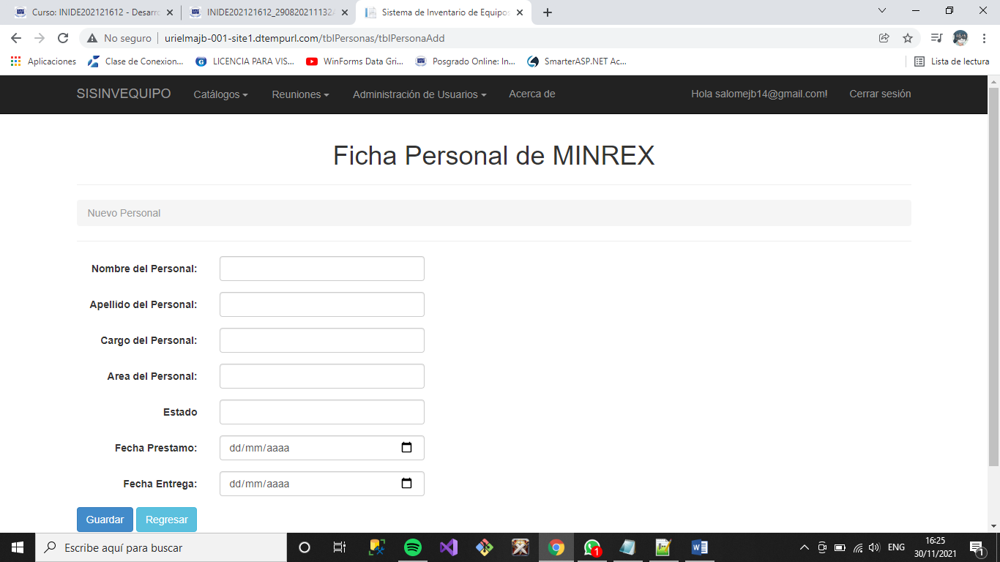 Curso: INIDE202121612 - Desarro
INIDE202121612_290820211132
Sistema de Inventario de Equipos
No seguro
urielmajb-001-site1.dtempurl.com/tblPersonas/tblPersonaAdd
Aplicaciones
Clase de Conexion...
LICENCIA PARA VIS...
WinForms Data Gri...
Posgrado Online: In...
SmarterASP.NET Ac...
Lista de lectura
SISINVEQUIPO
Catálogos
Reuniones
Administración de Usuarios
Acerca de
Hola salomejb14@gmail.com!
Cerrar sesión
Ficha Personal de MINREX
Nuevo Personal
Nombre del Personal:
Apellido del Personal:
Cargo del Personal:
Area del Personal:
Estado
Fecha Prestamo:
dd/mm/aaaa
Fecha Entrega:
dd/mm/aaaa
Guardar
Regresar
Escribe aquí para buscar
1
ENG
16:25
30/11/2021
1